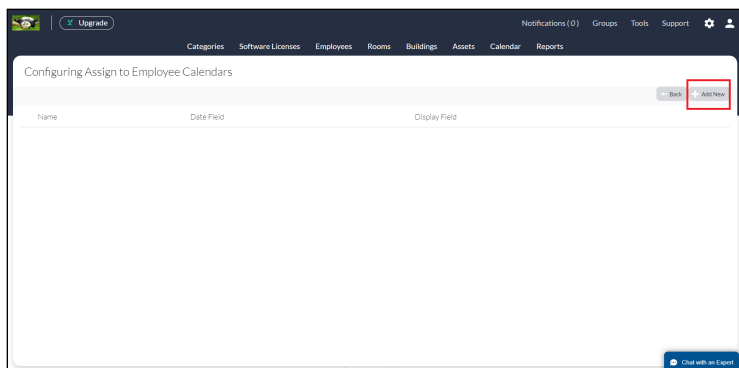 Upgrade
Notifications ( 0 ) Groups Tools Support
Categories Software Licenses Employees Rooms Buildings Assets Calendar Reports
Configuring Assign to Employee Calendars
Back Add New
Name Date Field Display Field
Chat with an Expert